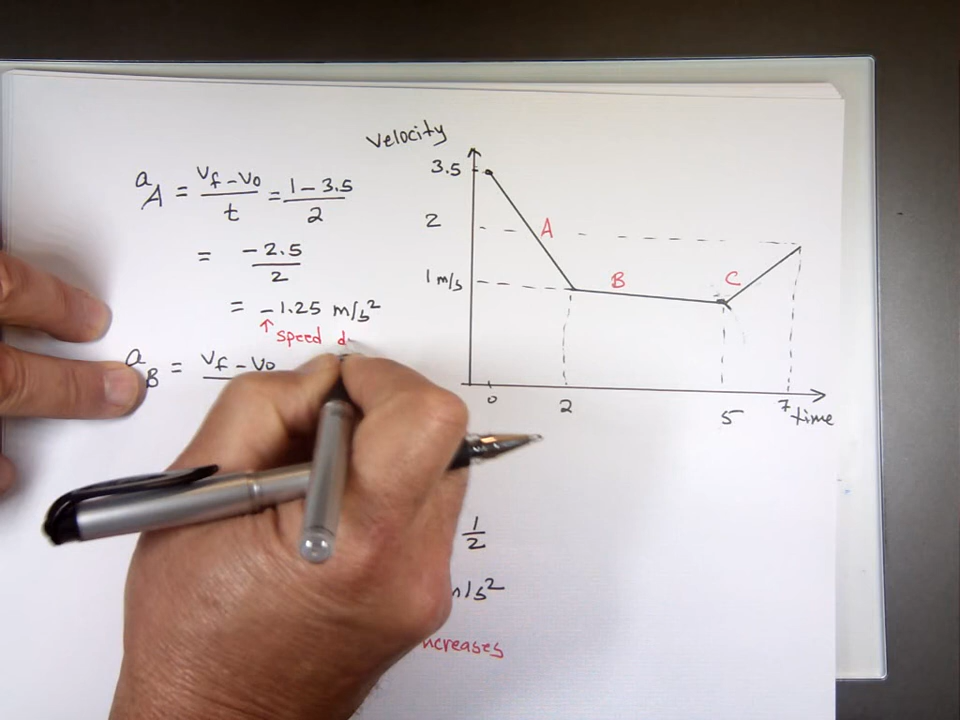 a_A = (v_f - v_o)/t = (1 - 3.5)/2
= -2.5/2
= -1.25 m/s²
↑ speed d
a_B = v_f - v_o
1/2
m/s²
ncreases
velocity
3.5
2
1 m/s
A
B
C
0
2
5
7
time